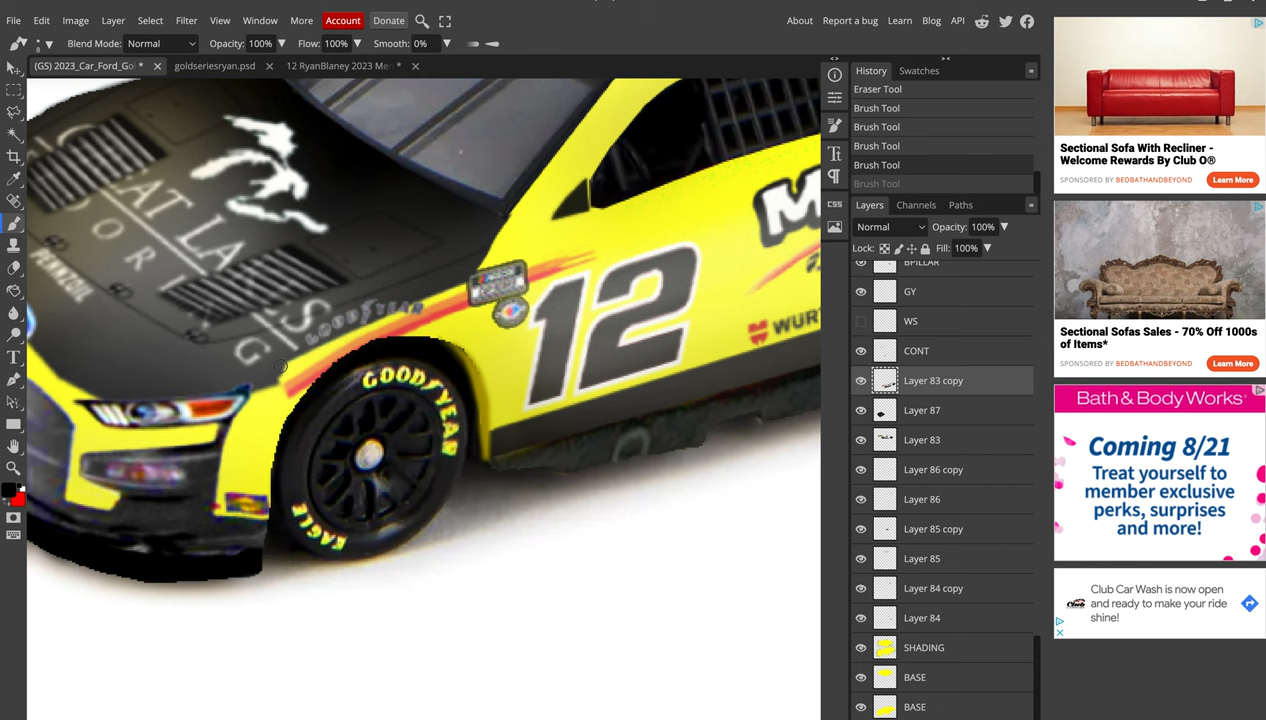 File Edit Image Layer Select Filter View Window More Account Donate
About Report a bug Learn Blog API
8 Blend Mode: Normal Opacity: 100% Flow: 100% Smooth: 0%
(GS) 2023_Car_Ford_Go * goldseriesryan.psd 12 RyanBlaney 2023 Me *
History Swatches
Eraser Tool
Brush Tool
Brush Tool
Brush Tool
Brush Tool
Brush Tool
Layers Channels Paths
Normal Opacity: 100%
Lock: Fill: 100%
BPILLAR
GY
WS
CONT
Layer 83 copy
Layer 87
Layer 83
Layer 86 copy
Layer 86
Layer 85 copy
Layer 85
Layer 84 copy
Layer 84
SHADING
BASE
BASE
CSS
AT LA
PENNZOIL
GOODYEAR
12
M
WUR
GOODYEAR
EAGLE
Sectional Sofa With Recliner -
Welcome Rewards By Club O®
SPONSORED BY BEDBATHANDBEYOND Learn More
Sectional Sofas Sales - 70% Off 1000s
of Items*
SPONSORED BY BEDBATHANDBEYOND Learn More
Bath & Body Works®
Coming 8/21
Treat yourself to
member exclusive
perks, surprises
and more!
Club Car Wash is now open
and ready to make your ride
shine!